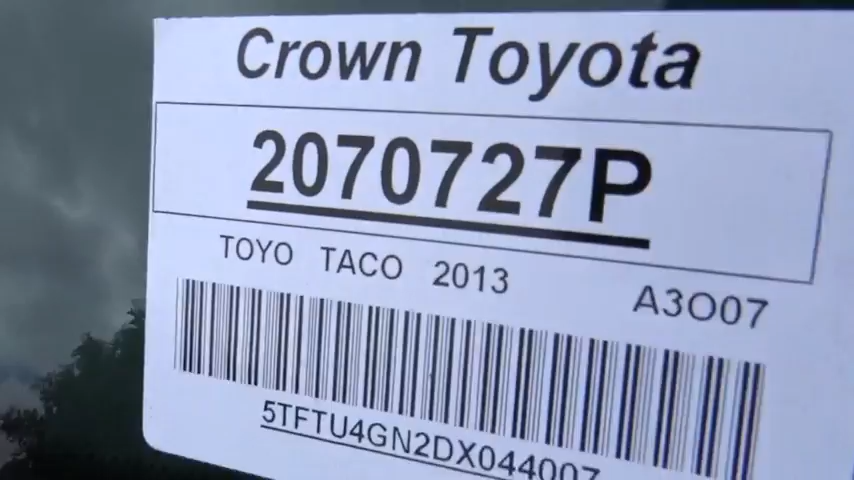 Crown Toyota
2070727P
TOYO TACO 2013 A3O07
5TFTU4GN2DX044007